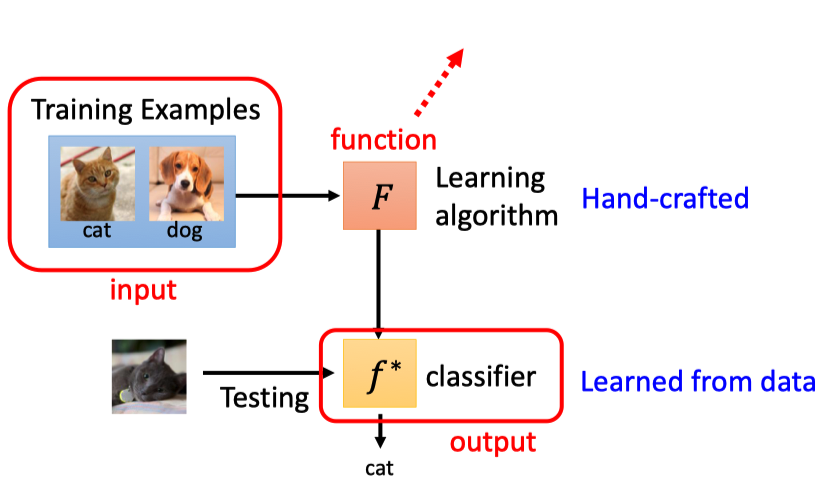 Training Examples
cat
dog
input
function
F
Learning
algorithm
Hand-crafted
Testing
f*
classifier
Learned from data
output
cat